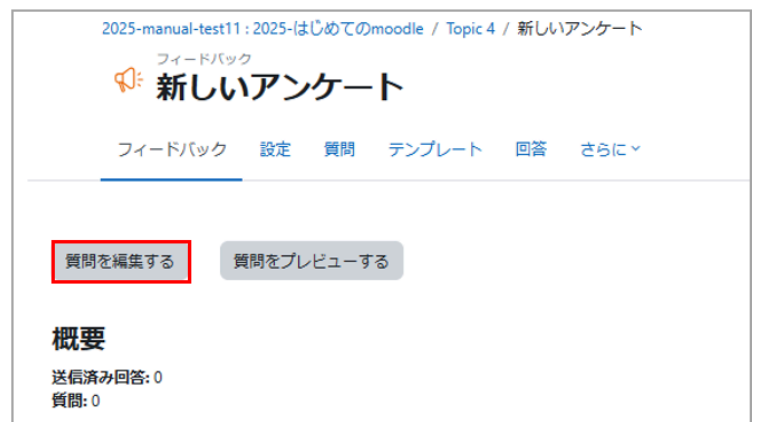 2025-manual-test11 : 2025-はじめてのmoodle / Topic 4 / 新しいアンケート
フィードバック
新しいアンケート
フィードバック 設定 質問 テンプレート 回答 さらに
質問を編集する 質問をプレビューする
概要
送信済み回答: 0
質問: 0